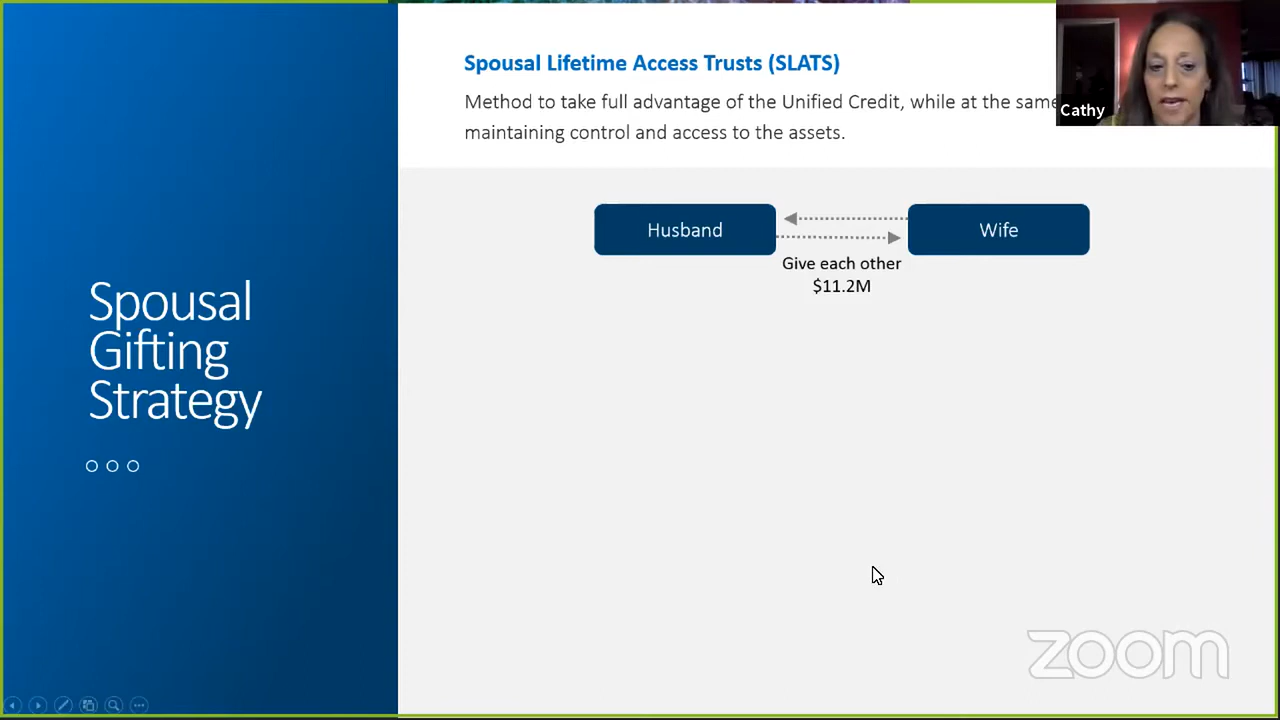 Spousal Lifetime Access Trusts (SLATS)
Method to take full advantage of the Unified Credit, while at the same
maintaining control and access to the assets.
Cathy
Husband
Wife
Give each other
$11.2M
Spousal
Gifting
Strategy
zoom